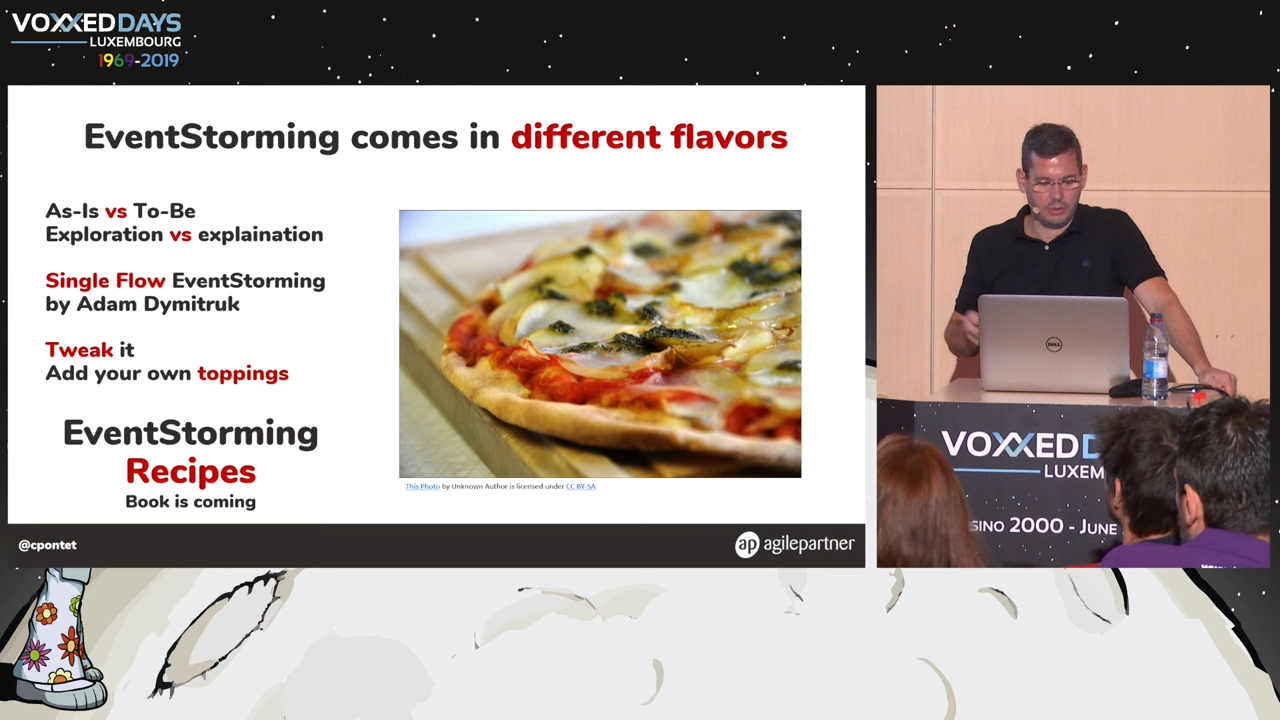 VOXXEDDAYS
LUXEMBOURG
1969-2019
EventStorming comes in different flavors
As-Is vs To-Be
Exploration vs explaination
Single Flow EventStorming
by Adam Dymitruk
Tweak it
Add your own toppings
EventStorming
Recipes
Book is coming
This Photo by Unknown Author is licensed under CC BY-SA.
@cpontet
ap agilepartner
DELL
VOXXED
LUXEM
SINO 2000 - JUNE